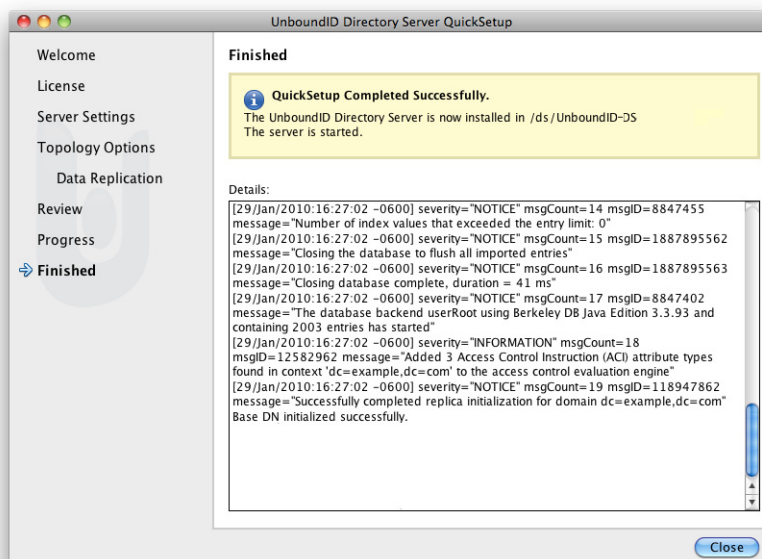 UnboundID Directory Server QuickSetup
Welcome
License
Server Settings
Topology Options
Data Replication
Review
Progress
Finished
Finished
QuickSetup Completed Successfully.
The UnboundID Directory Server is now installed in /ds/UnboundID-DS
The server is started.
Details:
[29/Jan/2010:16:27:02 -0600] severity="NOTICE" msgCount=14 msgID=8847455
message="Number of index values that exceeded the entry limit: 0"
[29/Jan/2010:16:27:02 -0600] severity="NOTICE" msgCount=15 msgID=1887895562
message="Closing the database to flush all imported entries"
[29/Jan/2010:16:27:02 -0600] severity="NOTICE" msgCount=16 msgID=1887895563
message="Closing database complete, duration = 41 ms"
[29/Jan/2010:16:27:02 -0600] severity="NOTICE" msgCount=17 msgID=8847402
message="The database backend userRoot using Berkeley DB Java Edition 3.3.93 and
containing 2003 entries has started"
[29/Jan/2010:16:27:02 -0600] severity="INFORMATION" msgCount=18
msgID=12582962 message="Added 3 Access Control Instruction (ACI) attribute types
found in context 'dc=example,dc=com' to the access control evaluation engine"
[29/Jan/2010:16:27:02 -0600] severity="NOTICE" msgCount=19 msgID=118947862
message="Successfully completed replica initialization for domain dc=example,dc=com"
Base DN initialized successfully.
Close